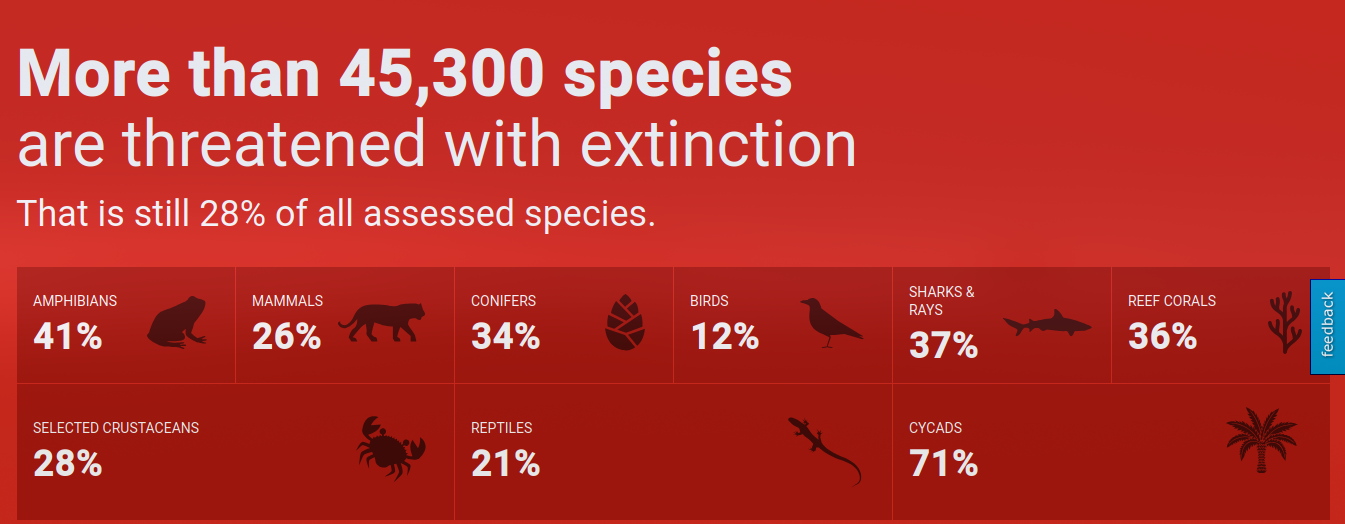 More than 45,300 species
are threatened with extinction
That is still 28% of all assessed species.
AMPHIBIANS
41%
MAMMALS
26%
CONIFERS
34%
BIRDS
12%
SHARKS &
RAYS
37%
REEF CORALS
36%
feedback
SELECTED CRUSTACEANS
28%
REPTILES
21%
CYCADS
71%